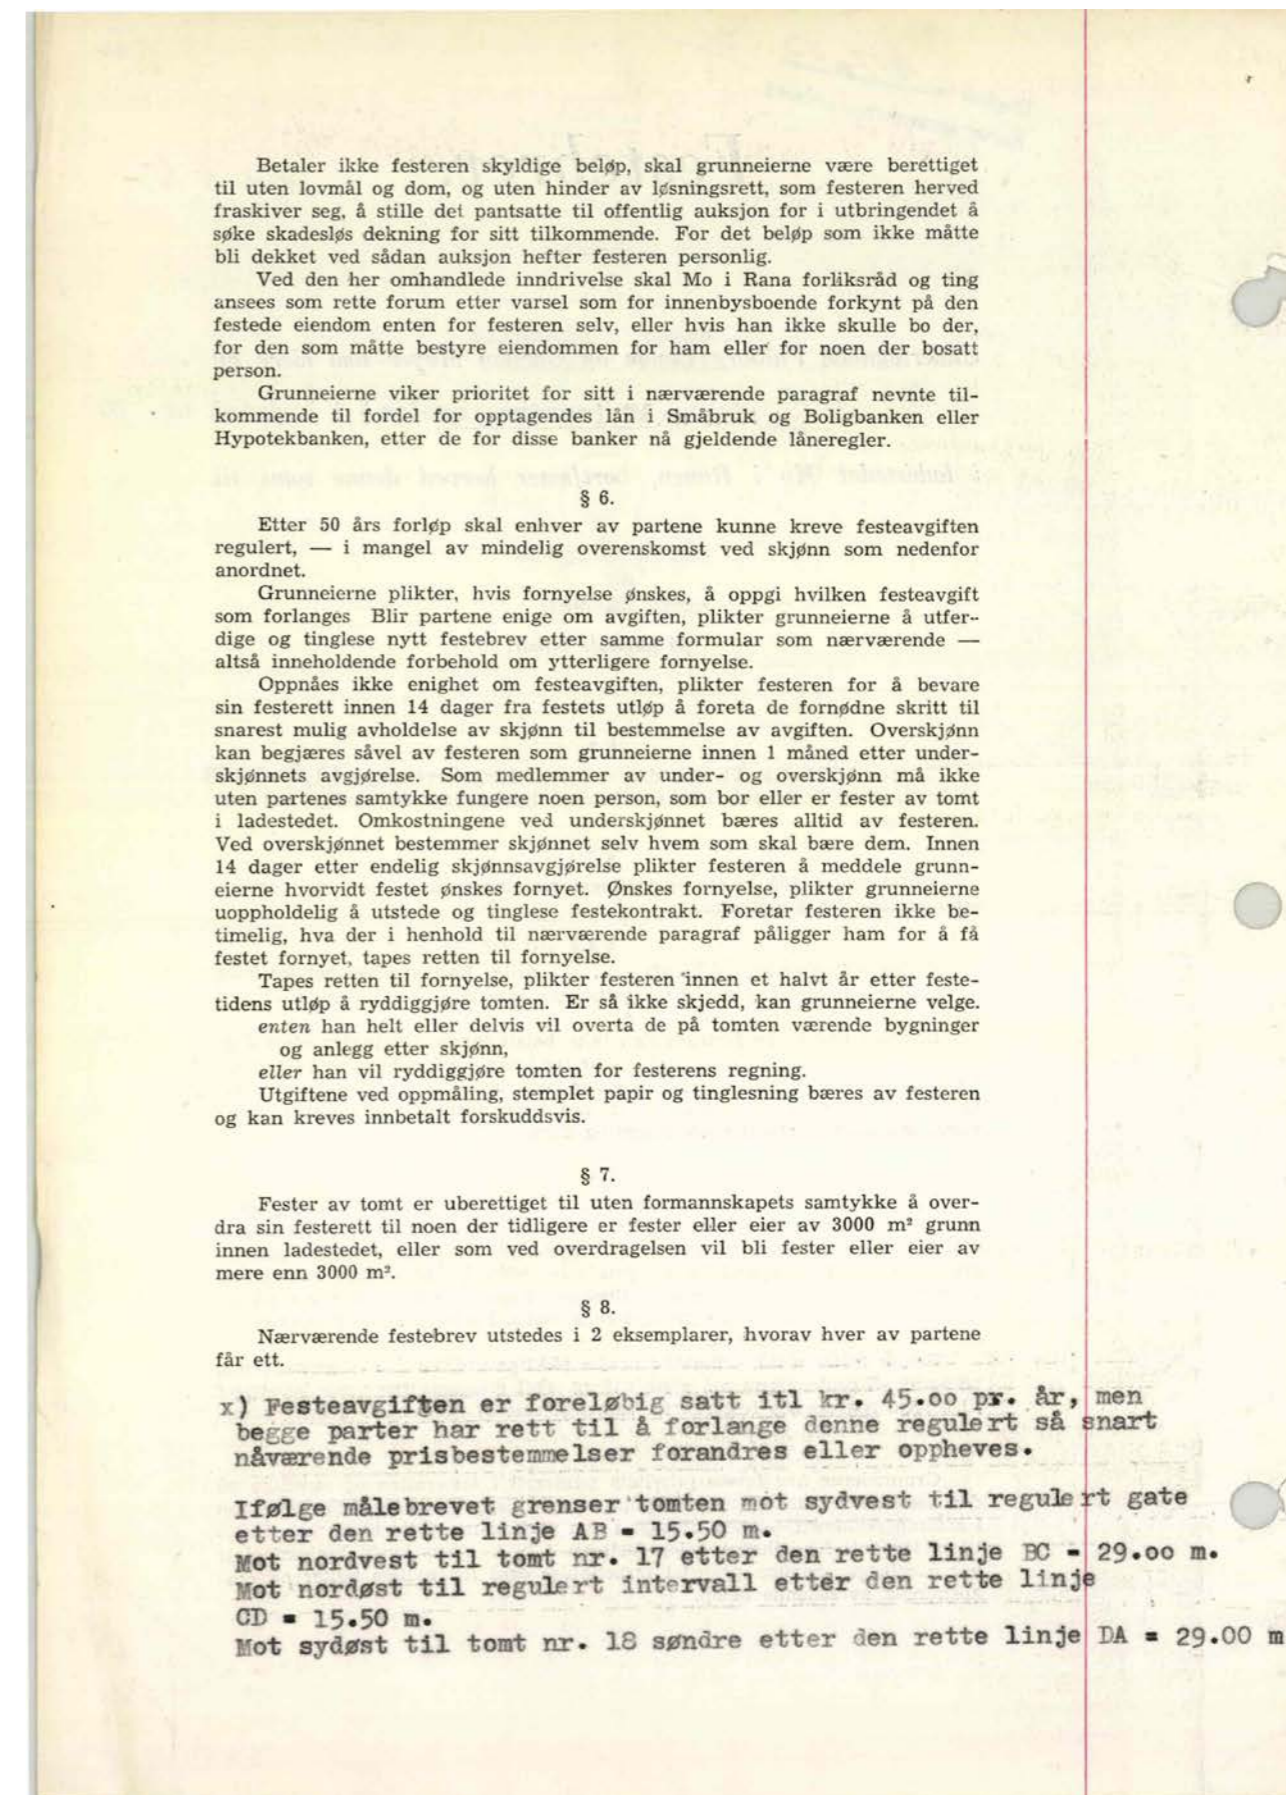 Betaler ikke festeren skyldige beløp, skal grunneierne være berettiget
til uten lovmål og dom, og uten hinder av løsningsrett, som festeren herved
fraskiver seg, å stille det pantsatte til offentlig auksjon for i utbringendet å
søke skadesløs dekning for sitt tilkommende. For det beløp som ikke måtte
bli dekket ved sådan auksjon hefter festeren personlig.
Ved den her omhandlede inndrivelse skal Mo i Rana forliksråd og ting
ansees som rette forum etter varsel som for innenbysboende forkynt på den
festede eiendom enten for festeren selv, eller hvis han ikke skulle bo der,
for den som måtte bestyre eiendommen for ham eller for noen der bosatt
person.
Grunneierne viker prioritet for sitt i nærværende paragraf nevnte til-
kommende til fordel for opptagendes lån i Småbruk og Boligbanken eller
Hypotekbanken, etter de for disse banker nå gjeldende låneregler.
§ 6.
Etter 50 års forløp skal enhver av partene kunne kreve festeavgiften
regulert, — i mangel av mindelig overenskomst ved skjønn som nedenfor
anordnet.
Grunneierne plikter, hvis fornyelse ønskes, å oppgi hvilken festeavgift
som forlanges Blir partene enige om avgiften, plikter grunneierne å utfer-
dige og tinglese nytt festebrev etter samme formular som nærværende —
altså inneholdende forbehold om ytterligere fornyelse.
Oppnåes ikke enighet om festeavgiften, plikter festeren for å bevare
sin festerett innen 14 dager fra festets utløp å foreta de fornødne skritt til
snarest mulig avholdelse av skjønn til bestemmelse av avgiften. Overskjønn
kan begjæres såvel av festeren som grunneierne innen 1 måned etter under-
skjønnets avgjørelse. Som medlemmer av under- og overskjønn må ikke
uten partenes samtykke fungere noen person, som bor eller er fester av tomt
i ladestedet. Omkostningene ved underskjønnet bæres alltid av festeren.
Ved overskjønnet bestemmer skjønnet selv hvem som skal bære dem. Innen
14 dager etter endelig skjønnsavgjørelse plikter festeren å meddele grunn-
eierne hvorvidt festet ønskes fornyet. Ønskes fornyelse, plikter grunneierne
uoppholdelig å utstede og tinglese festekontrakt. Foretar festeren ikke be-
timelig, hva der i henhold til nærværende paragraf påligger ham for å få
festet fornyet, tapes retten til fornyelse.
Tapes retten til fornyelse, plikter festeren innen et halvt år etter feste-
tidens utløp å ryddiggjøre tomten. Er så ikke skjedd, kan grunneierne velge.
enten han helt eller delvis vil overta de på tomten værende bygninger
og anlegg etter skjønn,
eller han vil ryddiggjøre tomten for festerens regning.
Utgiftene ved oppmåling, stemplet papir og tinglesning bæres av festeren
og kan kreves innbetalt forskuddsvis.
§ 7.
Fester av tomt er uberettiget til uten formannskapets samtykke å over-
dra sin festerett til noen der tidligere er fester eller eier av 3000 m² grunn
innen ladestedet, eller som ved overdragelsen vil bli fester eller eier av
mere enn 3000 m².
§ 8.
Nærværende festebrev utstedes i 2 eksemplarer, hvorav hver av partene
får ett.
x) Festeavgiften er foreløbig satt itl kr. 45.oo pr. år, men
begge parter har rett til å forlange denne regulert så snart
nåværende prisbestemmelser forandres eller oppheves.
Ifølge målebrevet grenser tomten mot sydvest til regulert gate
etter den rette linje AB = 15.50 m.
Mot nordvest til tomt nr. 17 etter den rette linje BC = 29.oo m.
Mot nordøst til regulert intervall etter den rette linje
CD = 15.50 m.
Mot sydøst til tomt nr. 18 søndre etter den rette linje DA = 29.00 m